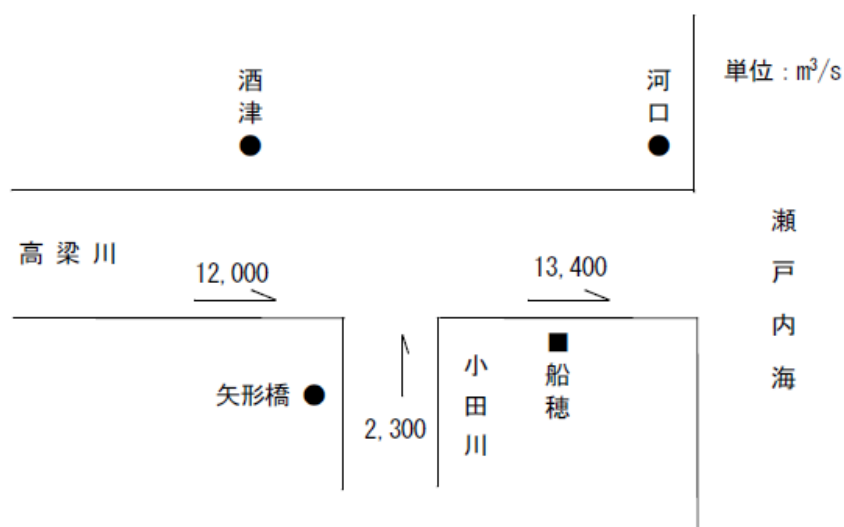 単位：m³/s
酒津
河口
瀬戸内海
高梁川
12,000
13,400
矢形橋
2,300
小田川
船穂